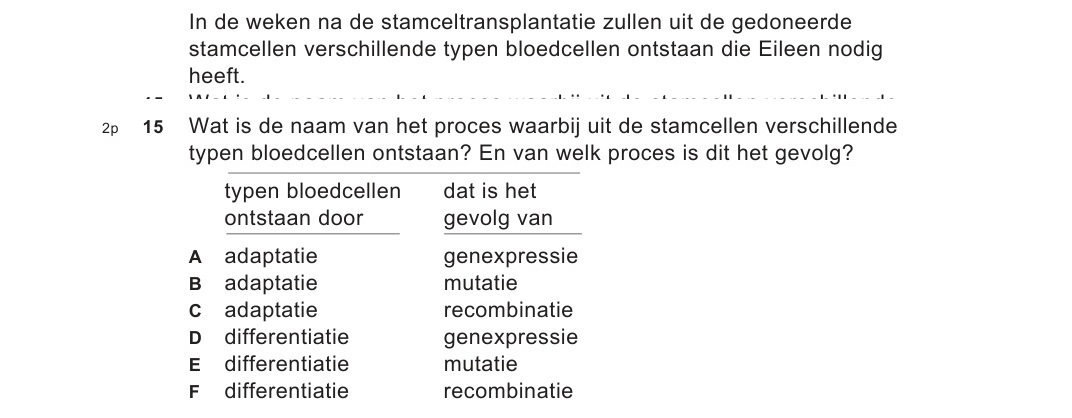 In de weken na de stamceltransplantatie zullen uit de gedoneerde
stamcellen verschillende typen bloedcellen ontstaan die Eileen nodig
heeft.
2p 15 Wat is de naam van het proces waarbij uit de stamcellen verschillende
typen bloedcellen ontstaan? En van welk proces is dit het gevolg?
typen bloedcellen dat is het
ontstaan door gevolg van
A adaptatie genexpressie
B adaptatie mutatie
C adaptatie recombinatie
D differentiatie genexpressie
E differentiatie mutatie
F differentiatie recombinatie